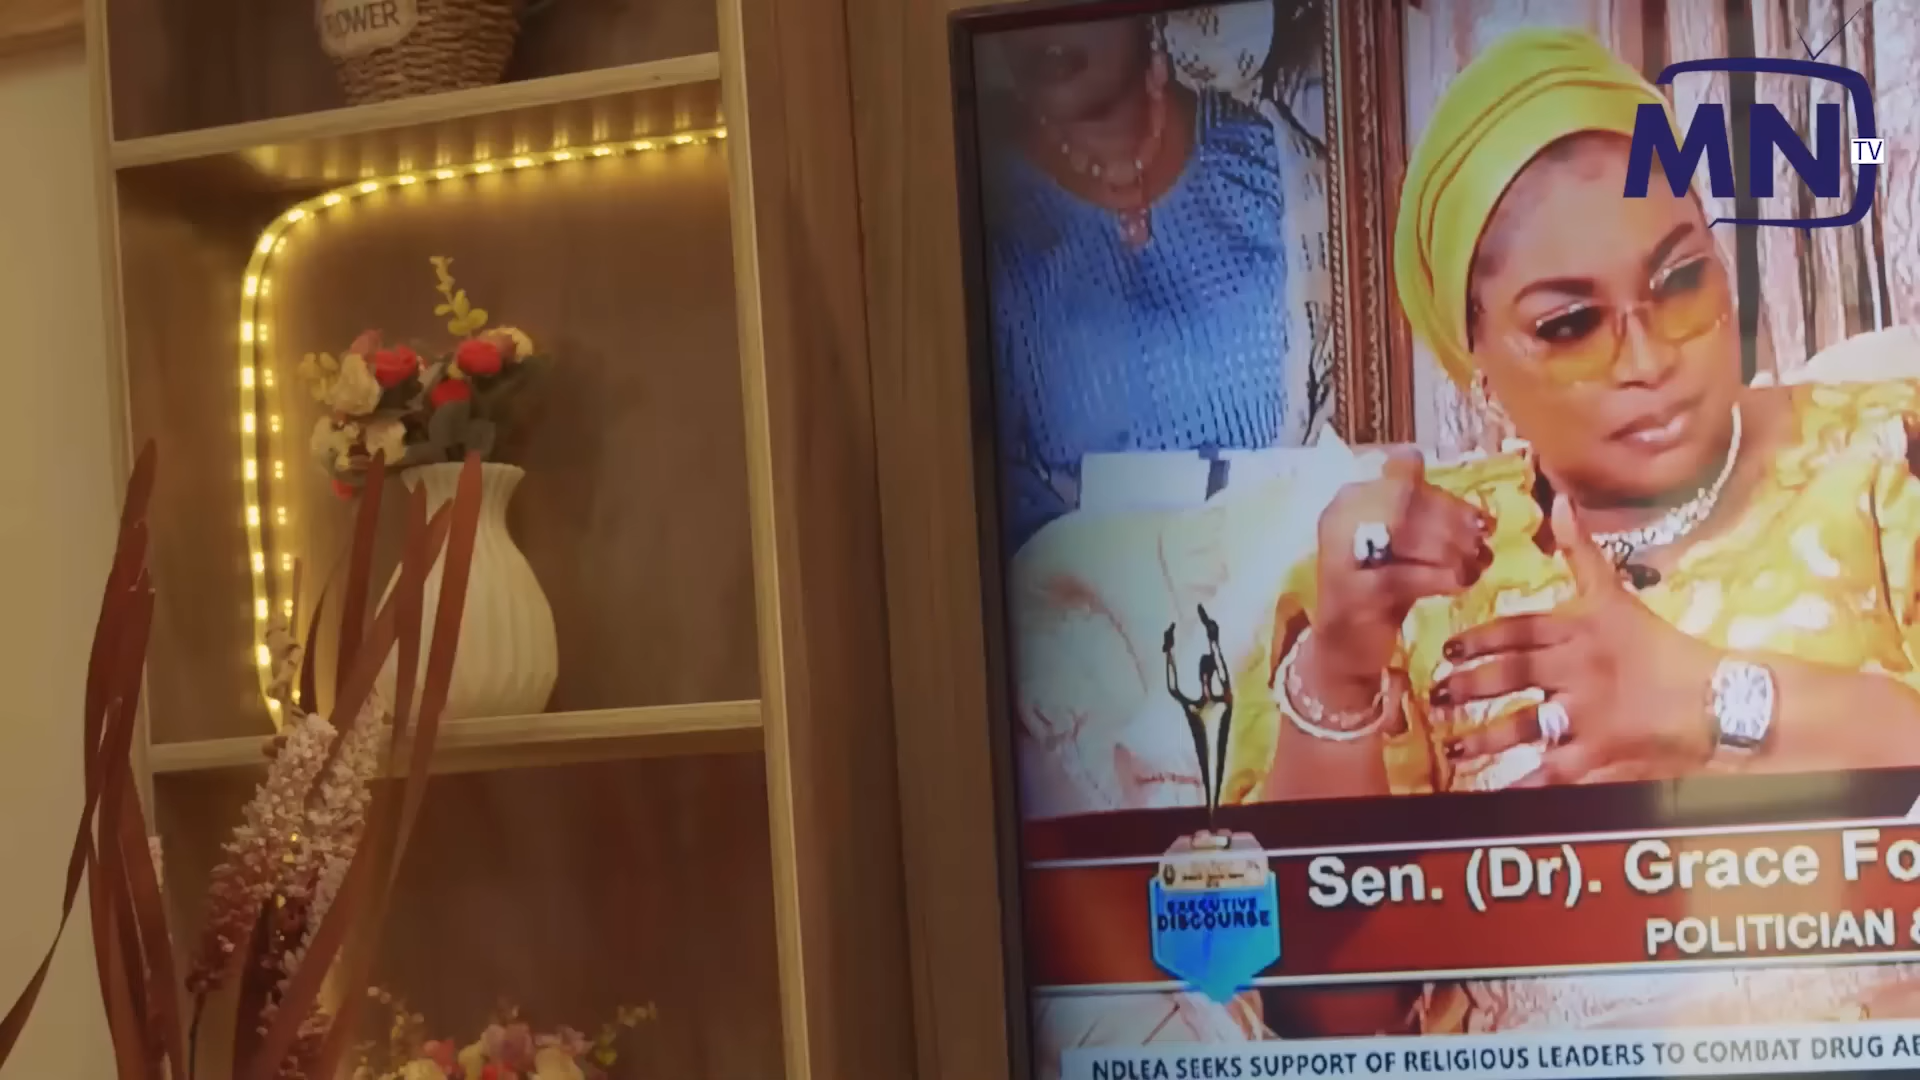 FLOWER
MN
TV
Sen. (Dr). Grace Fo
POLITICIAN &
EXECUTIVE
DISCOURSE
NDLEA SEEKS SUPPORT OF RELIGIOUS LEADERS TO COMBAT DRUG AB